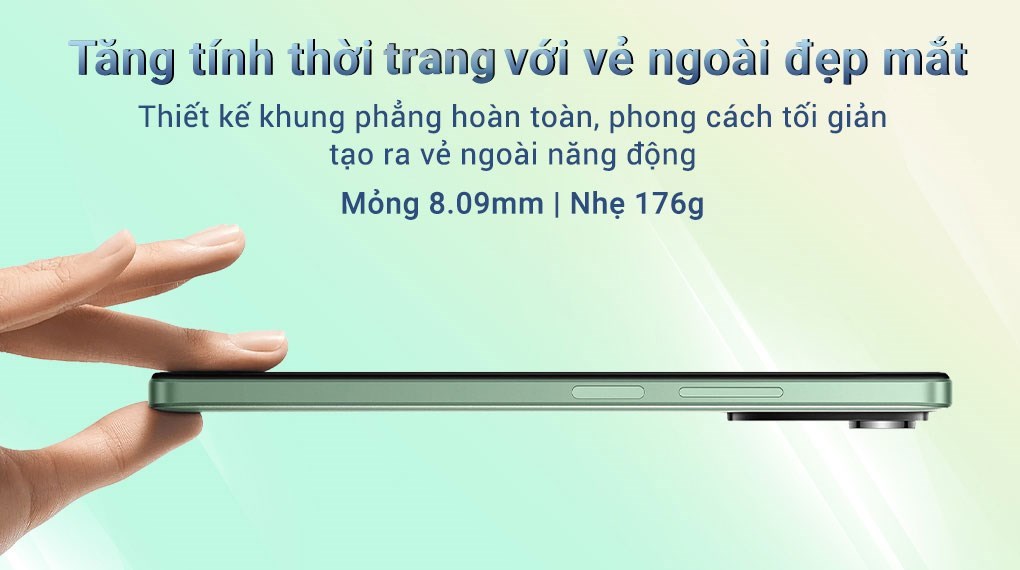 Tăng tính thời trang với vẻ ngoài đẹp mắt
Thiết kế khung phẳng hoàn toàn, phong cách tối giản
tạo ra vẻ ngoài năng động
Mỏng 8.09mm | Nhẹ 176g